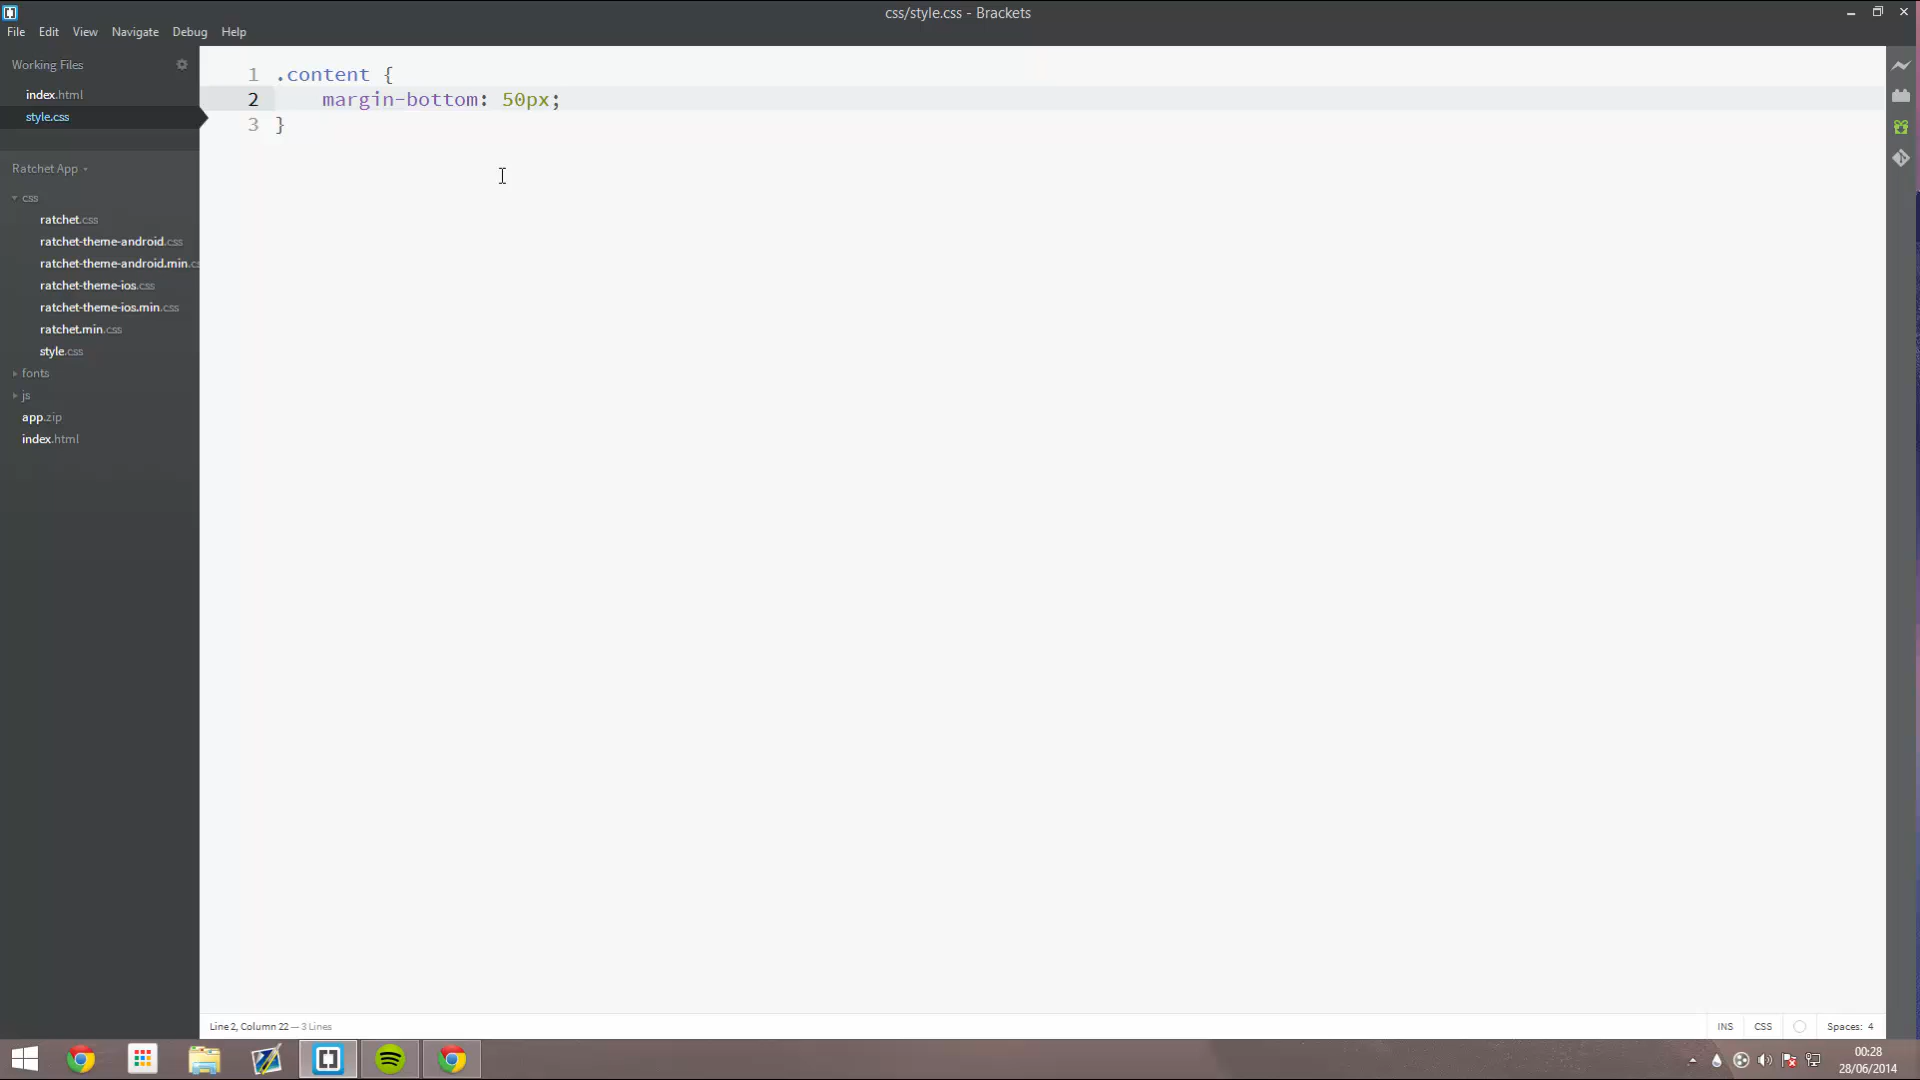 css/style.css - Brackets
File Edit View Navigate Debug Help
Working Files
index.html
style.css
Ratchet App
css
ratchet.css
ratchet-theme-android.css
ratchet-theme-android.min.cs
ratchet-theme-ios.css
ratchet-theme-ios.min.css
ratchet.min.css
style.css
fonts
js
app.zip
index.html
1 .content {
2 margin-bottom: 50px;
3 }
Line 2, Column 22 — 3 Lines
INS CSS Spaces: 4
00:28
28/06/2014